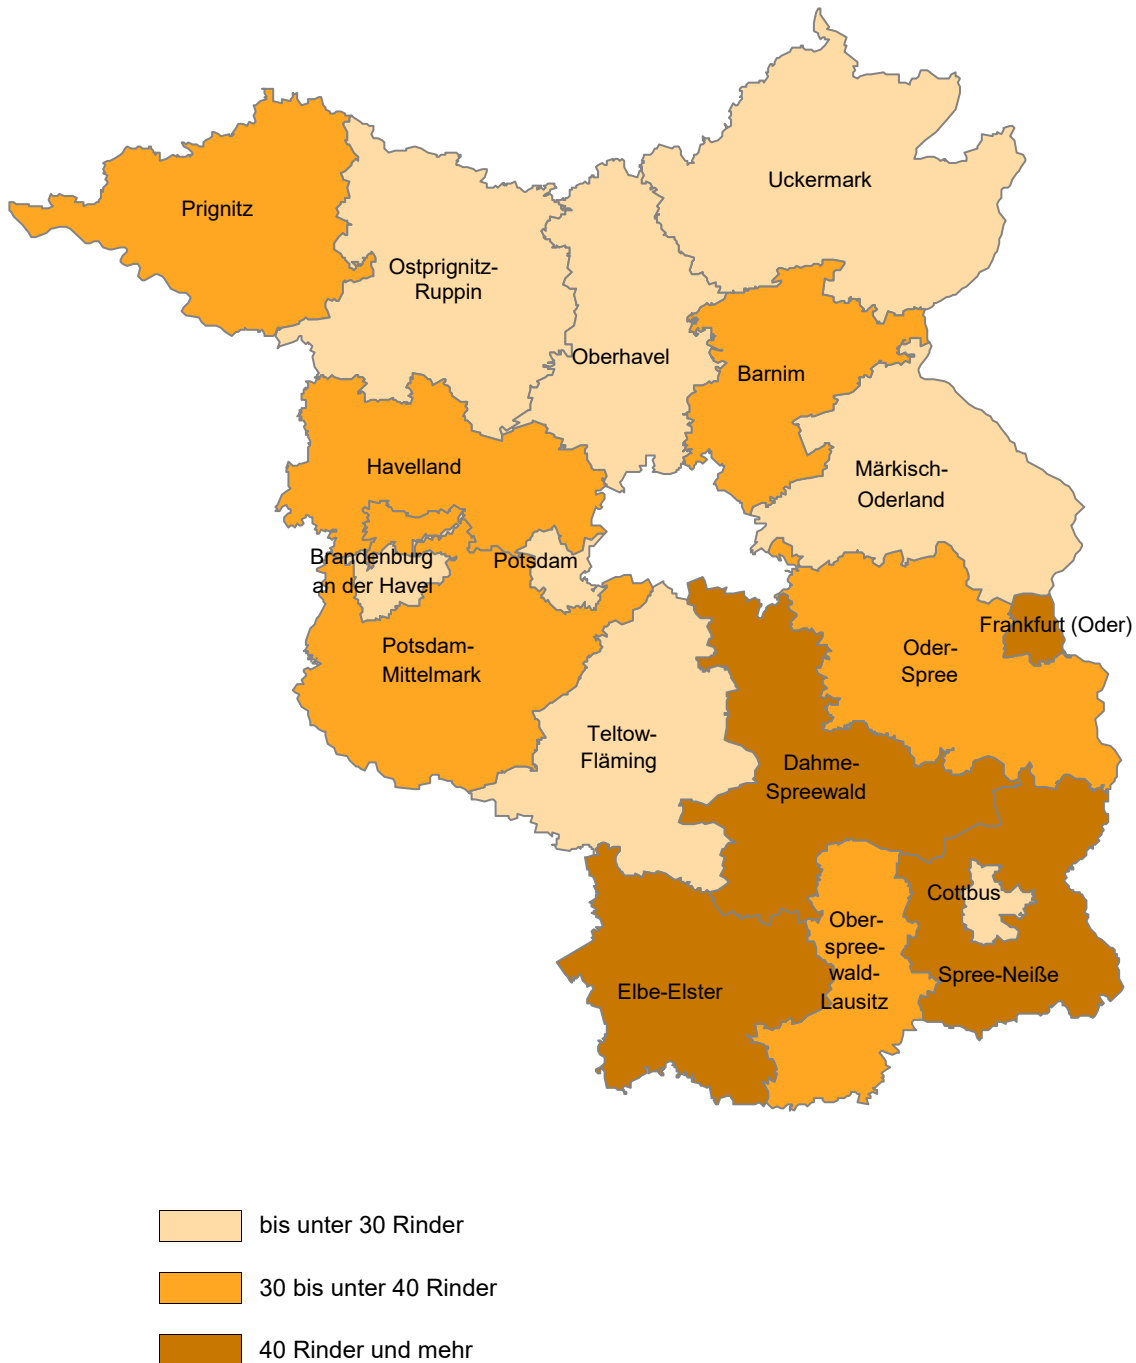 Uckermark
Prignitz
Ostprignitz-
Ruppin
Oberhavel
Barnim
Havelland
Märkisch-
Oderland
Brandenburg
an der Havel
Potsdam
Frankfurt (Oder)
Potsdam-
Mittelmark
Oder-
Spree
Teltow-
Fläming
Dahme-
Spreewald
Cottbus
Ober-
spree-
wald-
Lausitz
Spree-Neiße
Elbe-Elster
bis unter 30 Rinder
30 bis unter 40 Rinder
40 Rinder und mehr